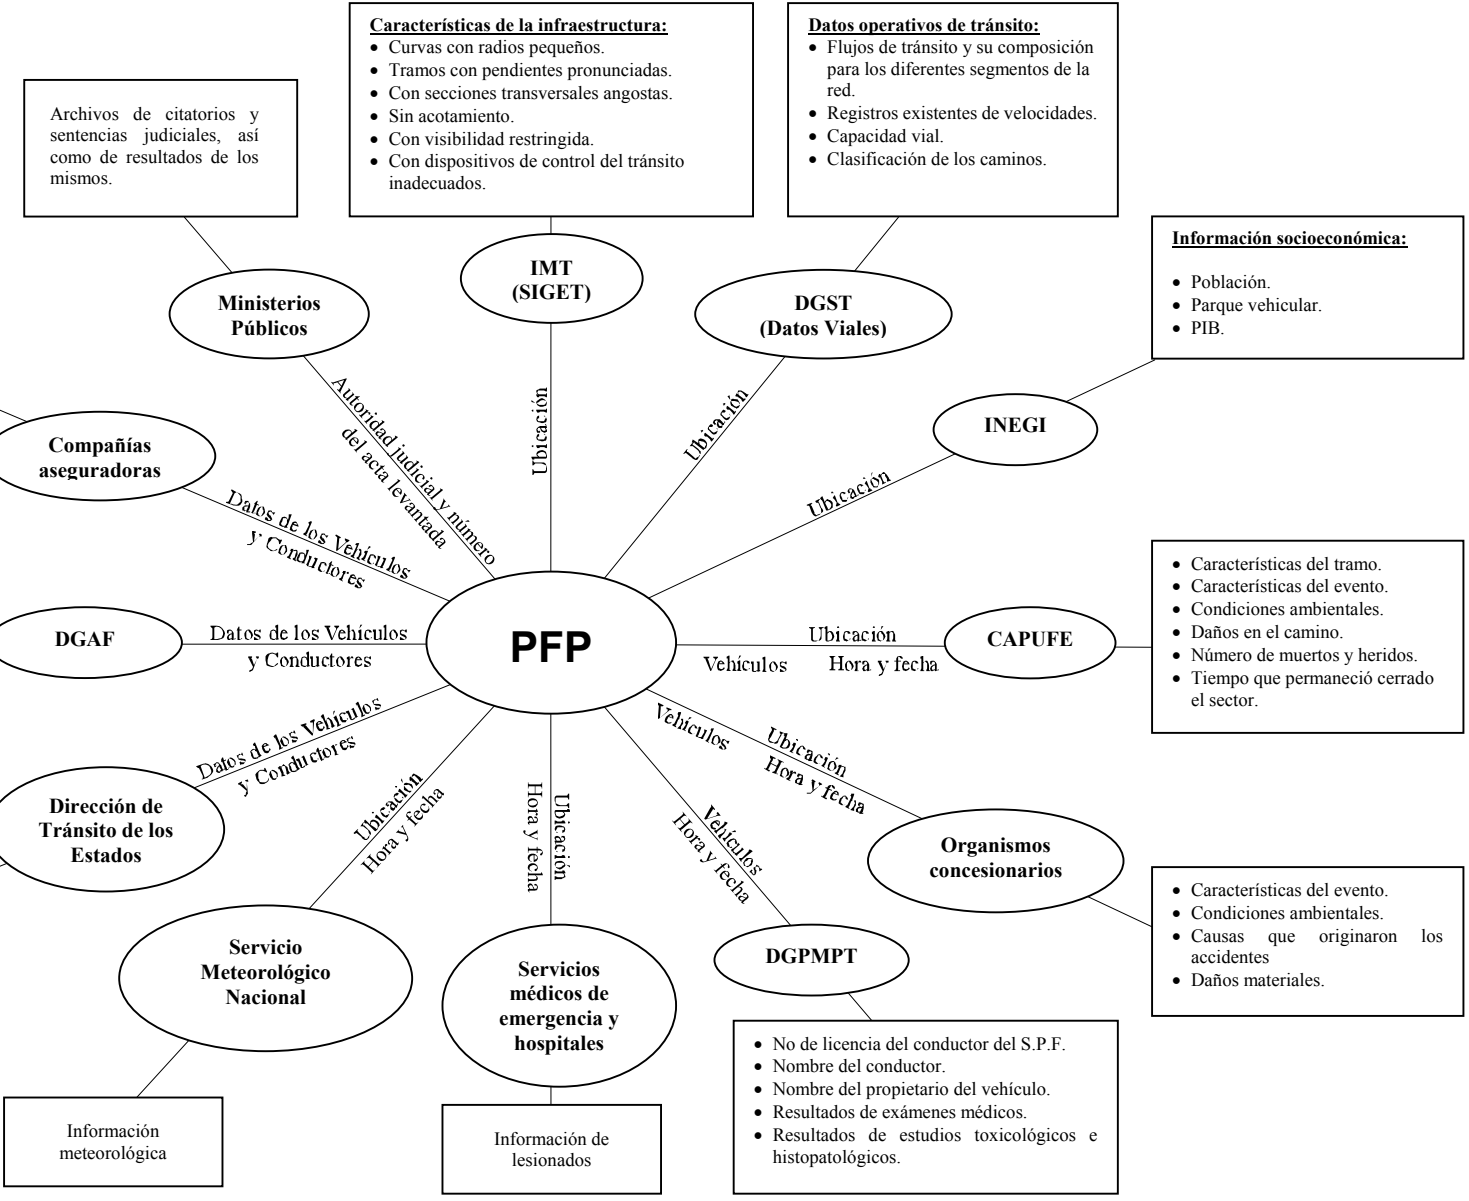 Características de la infraestructura:
• Curvas con radios pequeños.
• Tramos con pendientes pronunciadas.
• Con secciones transversales angostas.
• Sin acotamiento.
• Con visibilidad restringida.
• Con dispositivos de control del tránsito
inadecuados.
Datos operativos de tránsito:
• Flujos de tránsito y su composición
para los diferentes segmentos de la
red.
• Registros existentes de velocidades.
• Capacidad vial.
• Clasificación de los caminos.
Archivos de citatorios y
sentencias judiciales, así
como de resultados de los
mismos.
Información socioeconómica:
• Población.
• Parque vehicular.
• PIB.
Ministerios
Públicos
IMT
(SIGET)
DGST
(Datos Viales)
INEGI
Compañías
aseguradoras
Autoridad judicial y número
del acta levantada
Ubicación
Ubicación
Ubicación
Datos de los Vehículos
y Conductores
• Características del tramo.
• Características del evento.
• Condiciones ambientales.
• Daños en el camino.
• Número de muertos y heridos.
• Tiempo que permaneció cerrado
el sector.
DGAF
Datos de los Vehículos
y Conductores
PFP
Ubicación
Vehículos Hora y fecha
CAPUFE
Datos de los Vehículos
y Conductores
Ubicación
Hora y fecha
Ubicación
Hora y fecha
Vehículos
Hora y fecha
Vehículos
Ubicación
Hora y fecha
Dirección de
Tránsito de los
Estados
Organismos
concesionarios
• Características del evento.
• Condiciones ambientales.
• Causas que originaron los
accidentes
• Daños materiales.
Servicio
Meteorológico
Nacional
Servicios
médicos de
emergencia y
hospitales
DGPMPT
• No de licencia del conductor del S.P.F.
• Nombre del conductor.
• Nombre del propietario del vehículo.
• Resultados de exámenes médicos.
• Resultados de estudios toxicológicos e
histopatológicos.
Información
meteorológica
Información de
lesionados